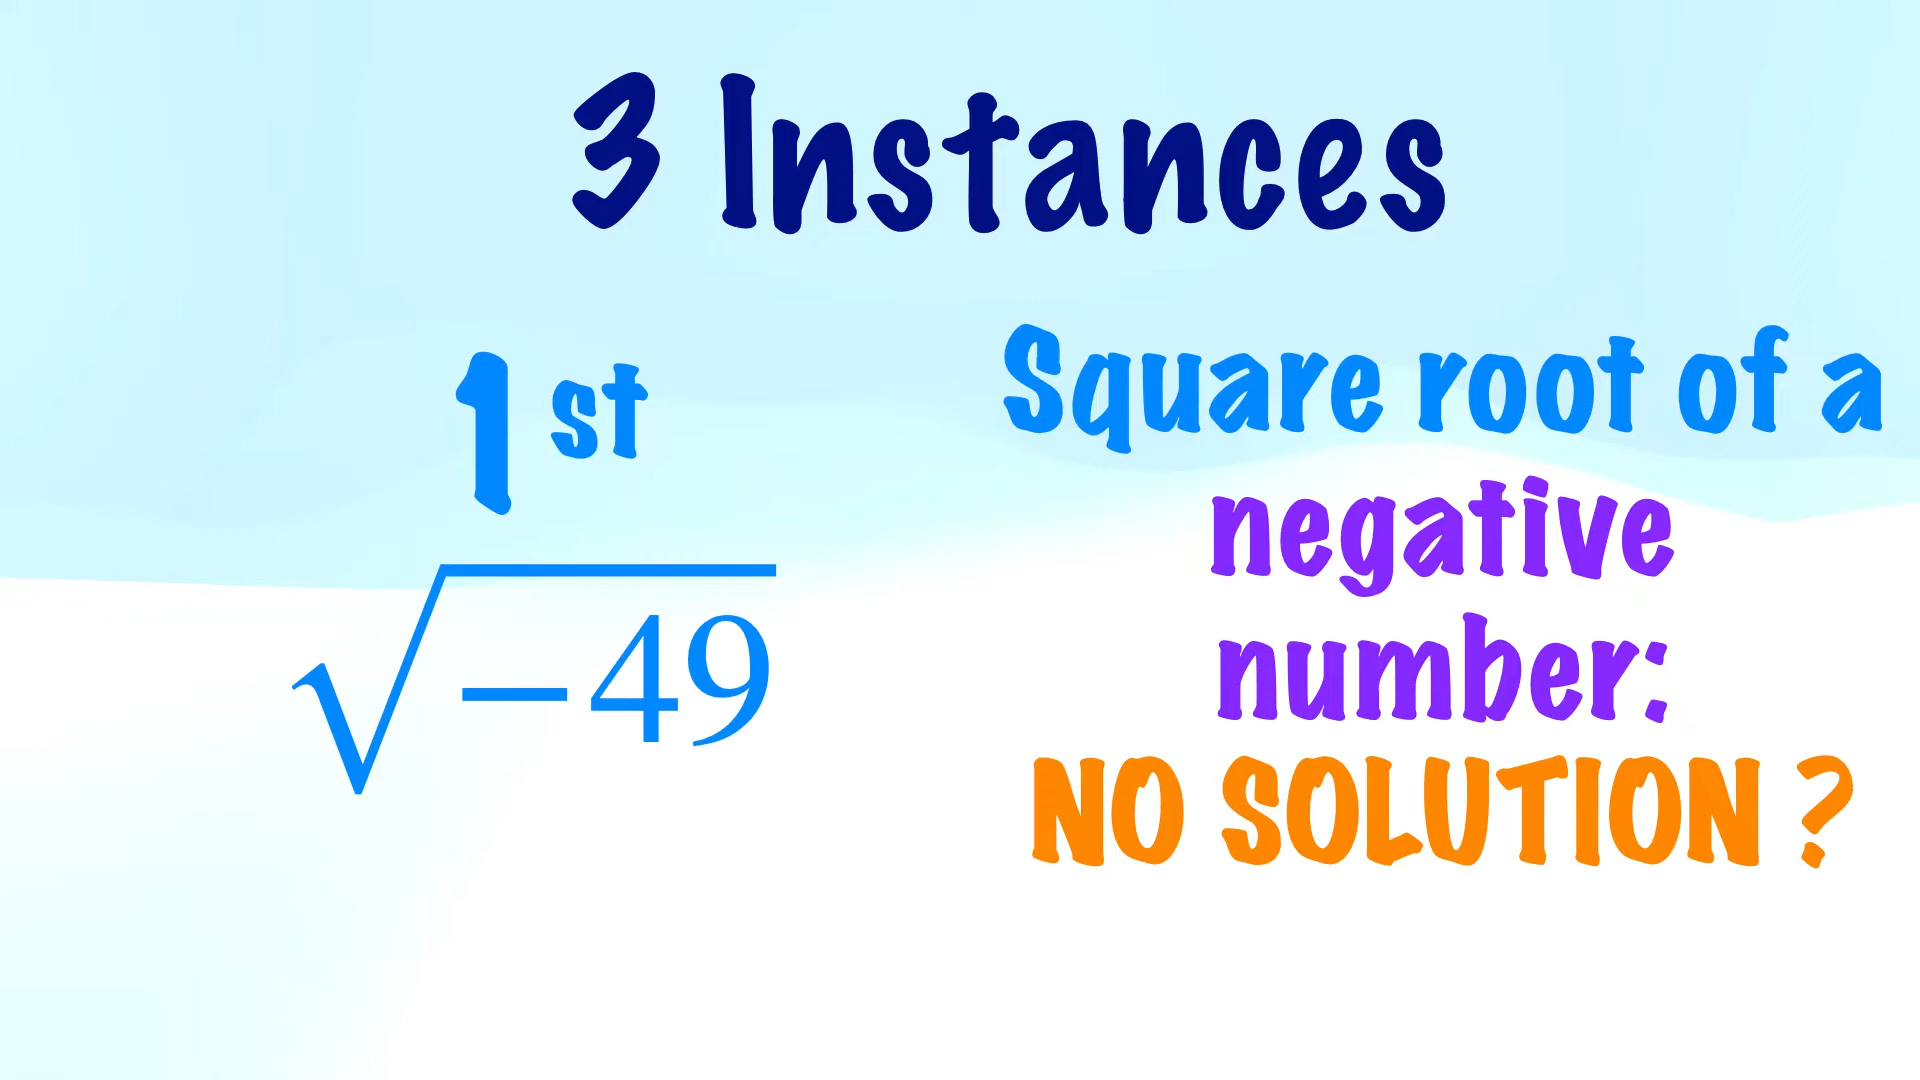 3 Instances
1st
√-49
Square root of a
negative
number:
NO SOLUTION ?